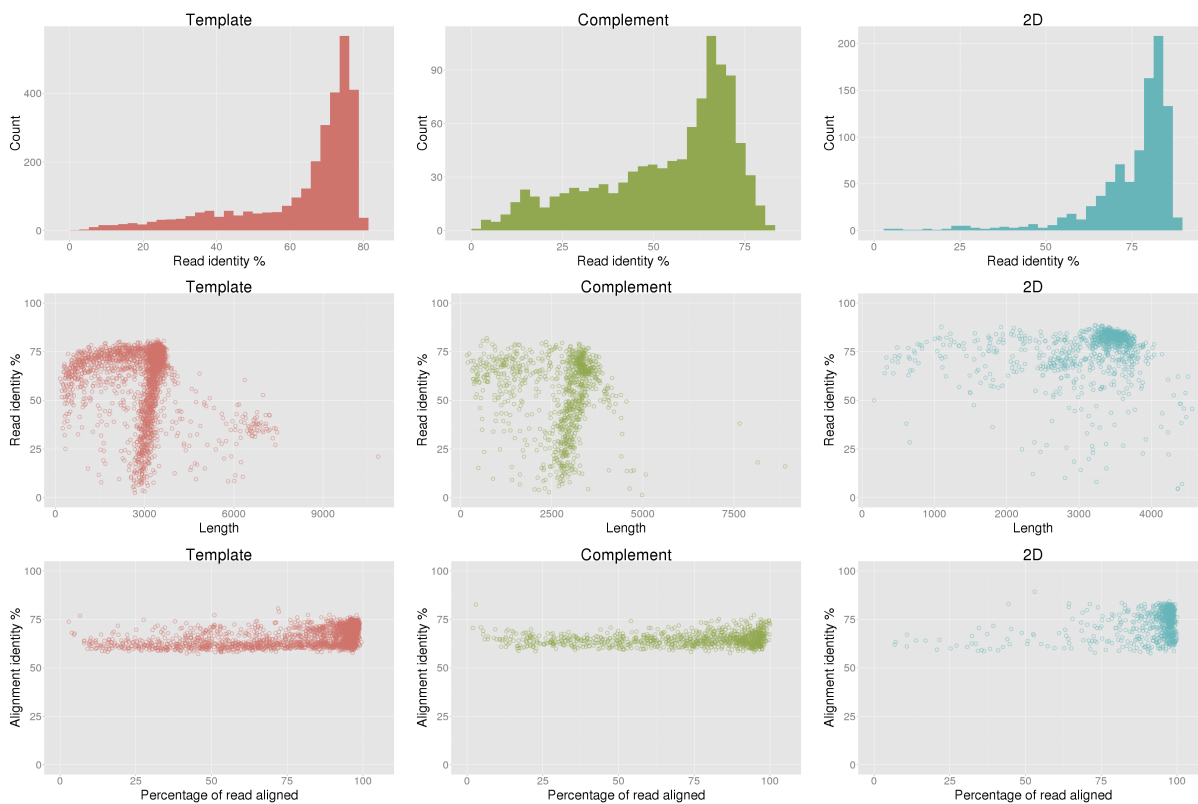 Template Complement 2D
Count
0
200
400
0 20 40 60 80
Read identity %
Count
0
30
60
90
0 25 50 75
Read identity %
Count
0
50
100
150
200
0 25 50 75
Read identity %
Template Complement 2D
Read identity %
100
75
50
25
0
0 3000 6000 9000
Length
Read identity %
100
75
50
25
0
0 2500 5000 7500
Length
Read identity %
100
75
50
25
0
0 1000 2000 3000 4000
Length
Template Complement 2D
Alignment identity %
100
75
50
25
0
0 25 50 75 100
Percentage of read aligned
Alignment identity %
100
75
50
25
0
0 25 50 75 100
Percentage of read aligned
Alignment identity %
100
75
50
25
0
0 25 50 75 100
Percentage of read aligned